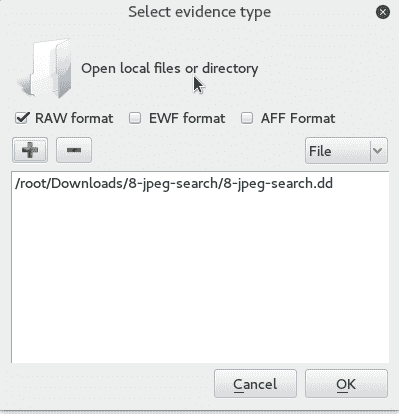 Select evidence type
Open local files or directory
RAW format EWF format AFF Format
File
/root/Downloads/8-jpeg-search/8-jpeg-search.dd
Cancel OK